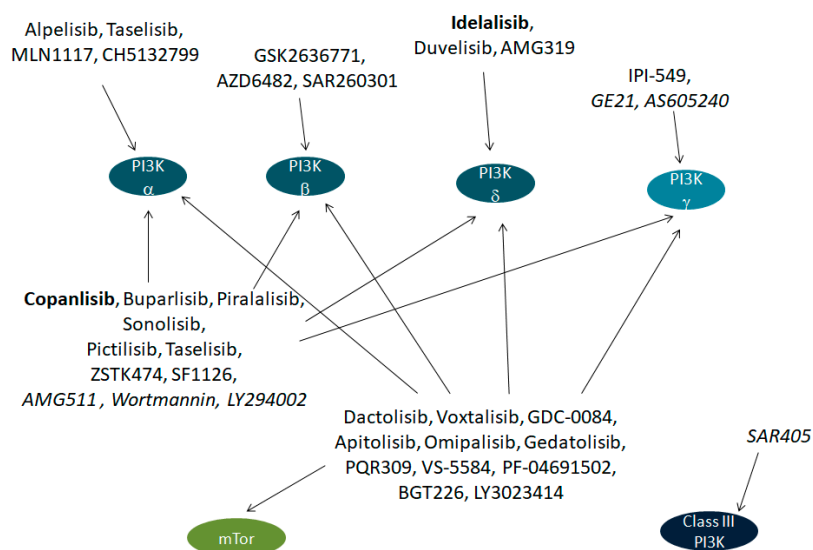 Alpelisib, Taselisib,
MLN1117, CH5132799
GSK2636771,
AZD6482, SAR260301
Idelalisib,
Duvelisib, AMG319
IPI-549,
GE21, AS605240
PI3K
α
PI3K
β
PI3K
δ
PI3K
γ
Copanlisib, Buparlisib, Piralalisib,
Sonolisib,
Pictilisib, Taselisib,
ZSTK474, SF1126,
AMG511, Wortmannin, LY294002
Dactolisib, Voxtalisib, GDC-0084,
Apitolisib, Omipalisib, Gedatolisib,
PQR309, VS-5584, PF-04691502,
BGT226, LY3023414
SAR405
mTor
Class III
PI3K